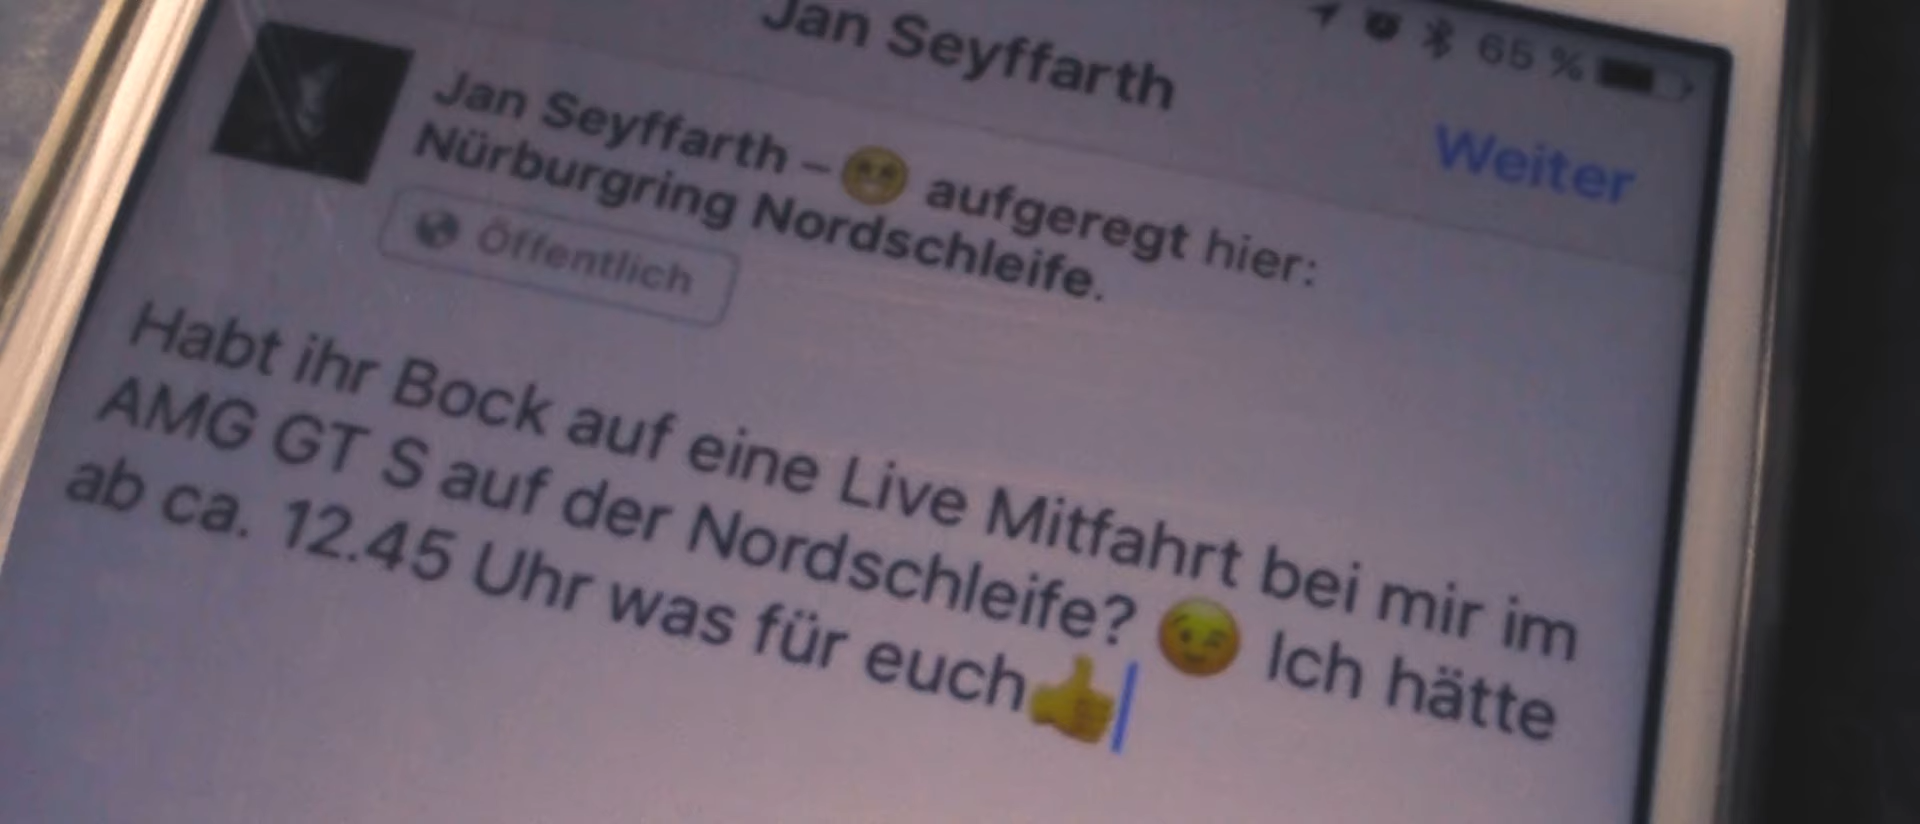 Jan Seyffarth
65 %
Weiter
Jan Seyffarth – 😁 aufgeregt hier:
Nürburgring Nordschleife.
Öffentlich
Habt ihr Bock auf eine Live Mitfahrt bei mir im
AMG GT S auf der Nordschleife? 😉 Ich hätte
ab ca. 12.45 Uhr was für euch👍